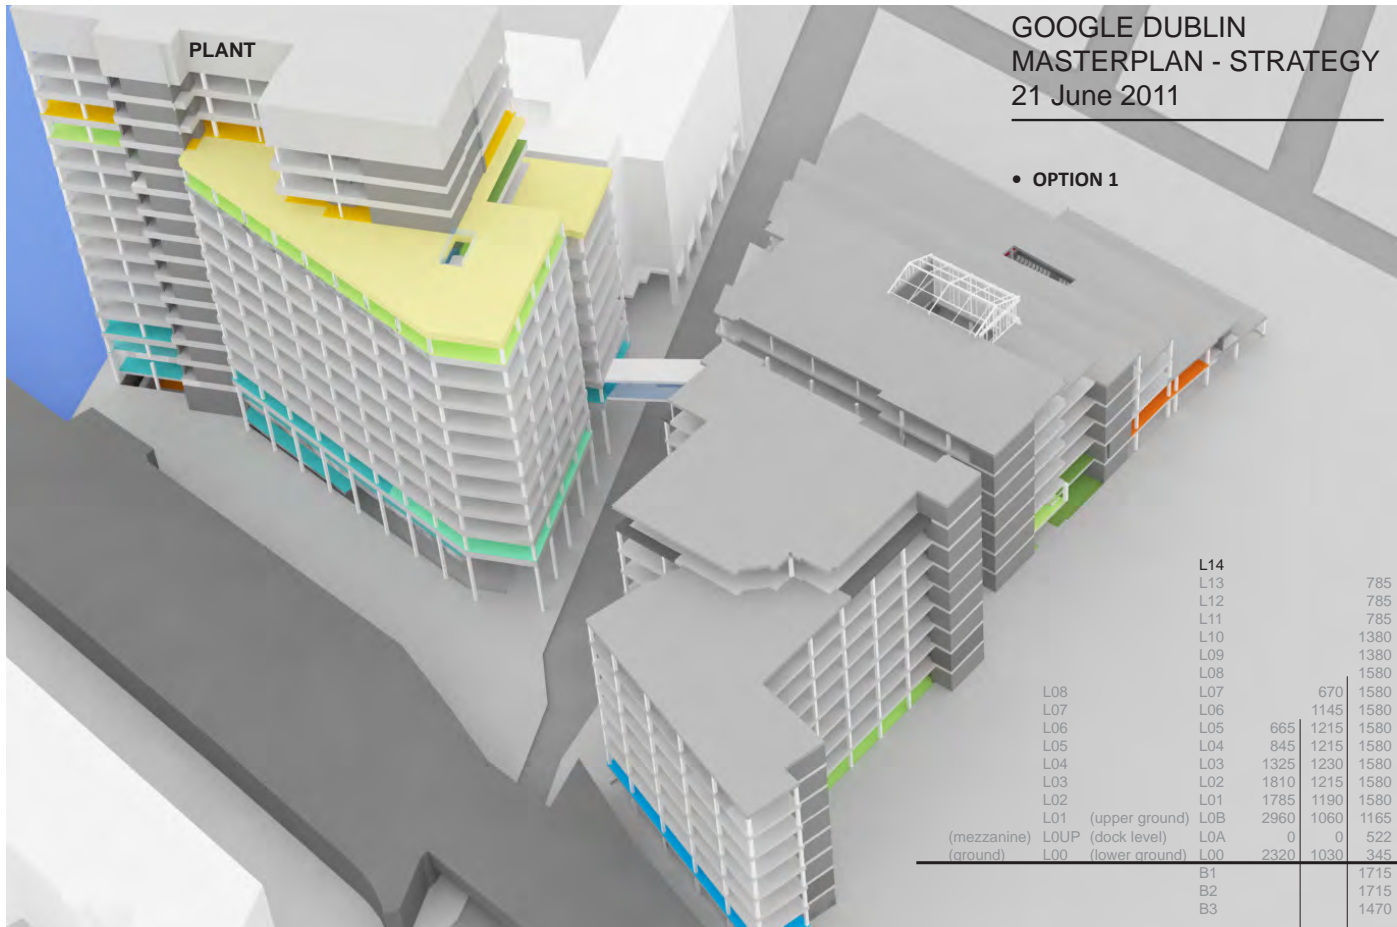 PLANT
GOOGLE DUBLIN
MASTERPLAN - STRATEGY
21 June 2011
• OPTION 1
L14
L13 785
L12 785
L11 785
L10 1380
L09 1380
L08 1580
L08 L07 670 1580
L07 L06 1145 1580
L06 L05 665 1215 1580
L05 L04 845 1215 1580
L04 L03 1325 1230 1580
L03 L02 1810 1215 1580
L02 L01 1785 1190 1580
L01 (upper ground) L0B 2960 1060 1165
(mezzanine) L0UP (dock level) L0A 0 0 522
(ground) L00 (lower ground) L00 2320 1030 345
B1 1715
B2 1715
B3 1470